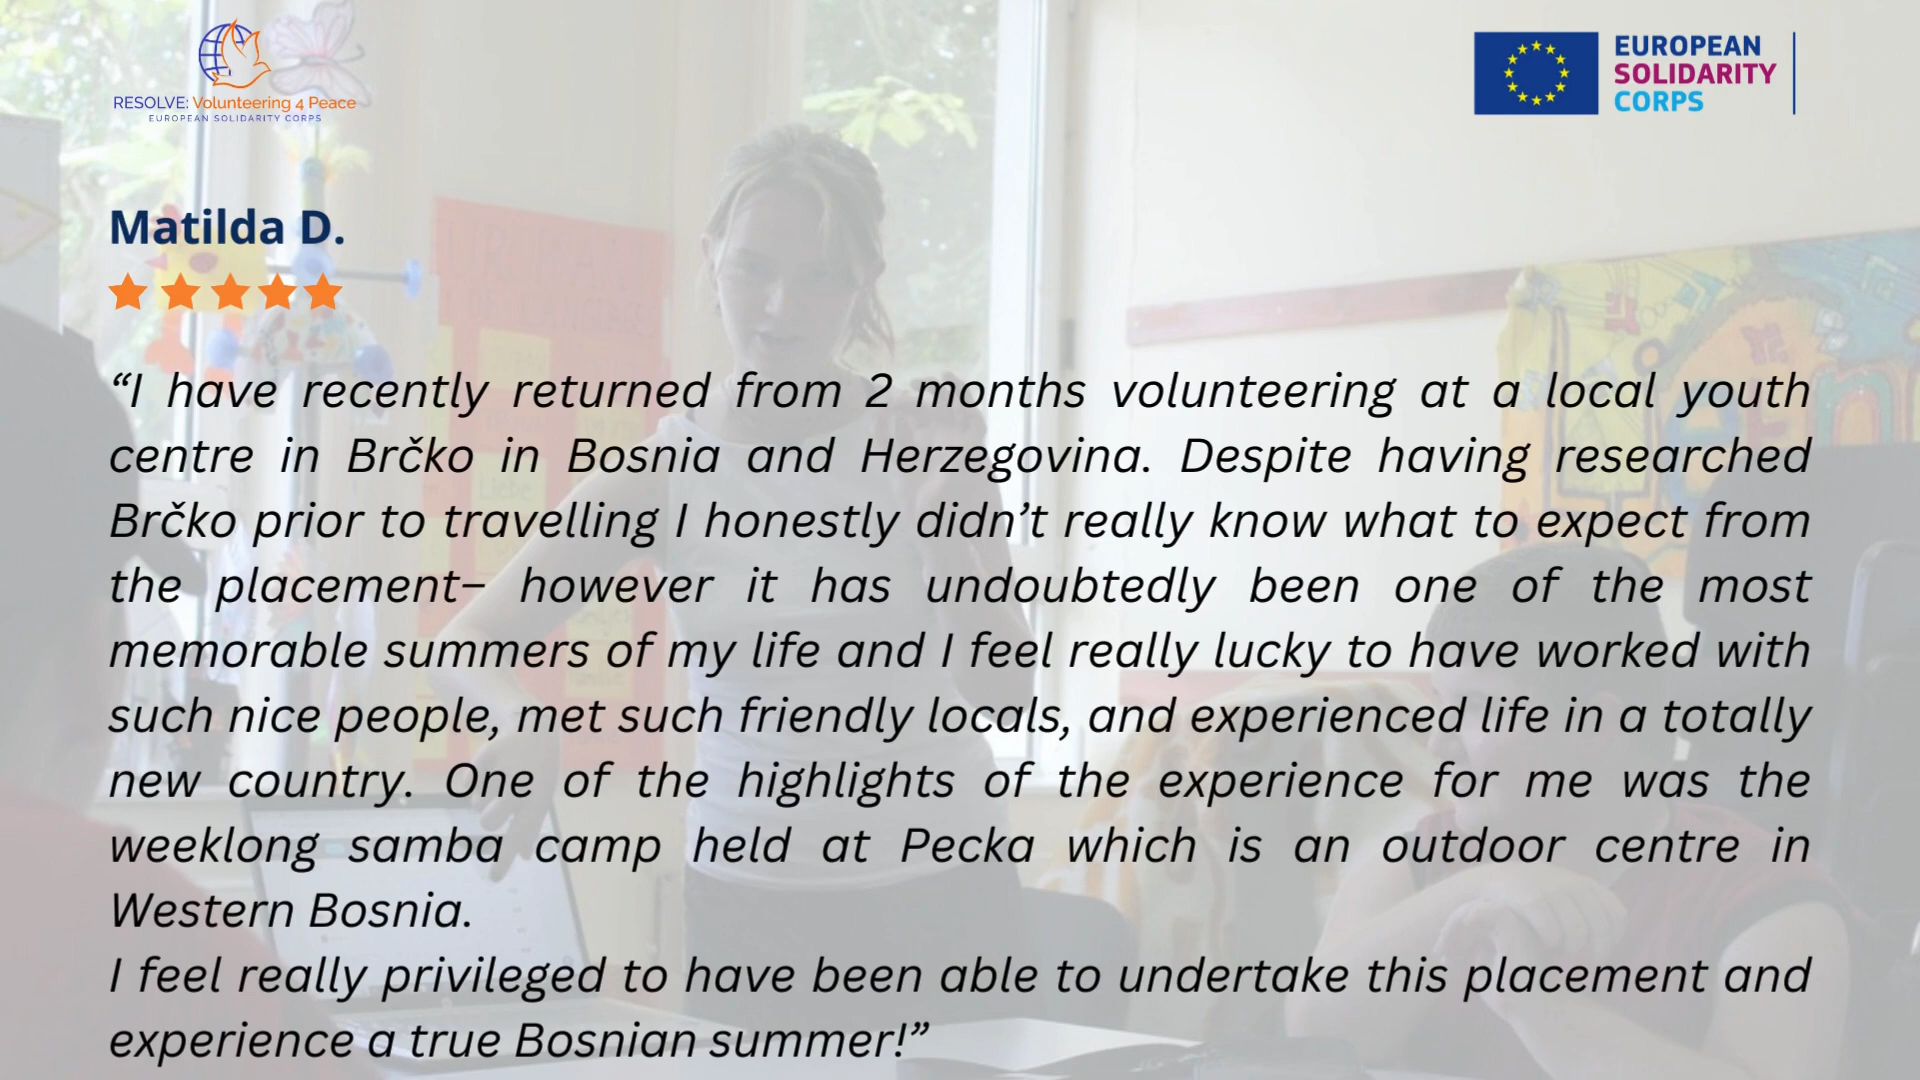 RESOLVE: Volunteering 4 Peace
EUROPEAN SOLIDARITY CORPS
EUROPEAN
SOLIDARITY
CORPS
Matilda D.
“I have recently returned from 2 months volunteering at a local youth
centre in Brčko in Bosnia and Herzegovina. Despite having researched
Brčko prior to travelling I honestly didn’t really know what to expect from
the placement– however it has undoubtedly been one of the most
memorable summers of my life and I feel really lucky to have worked with
such nice people, met such friendly locals, and experienced life in a totally
new country. One of the highlights of the experience for me was the
weeklong samba camp held at Pecka which is an outdoor centre in
Western Bosnia.
I feel really privileged to have been able to undertake this placement and
experience a true Bosnian summer!”
Liebe